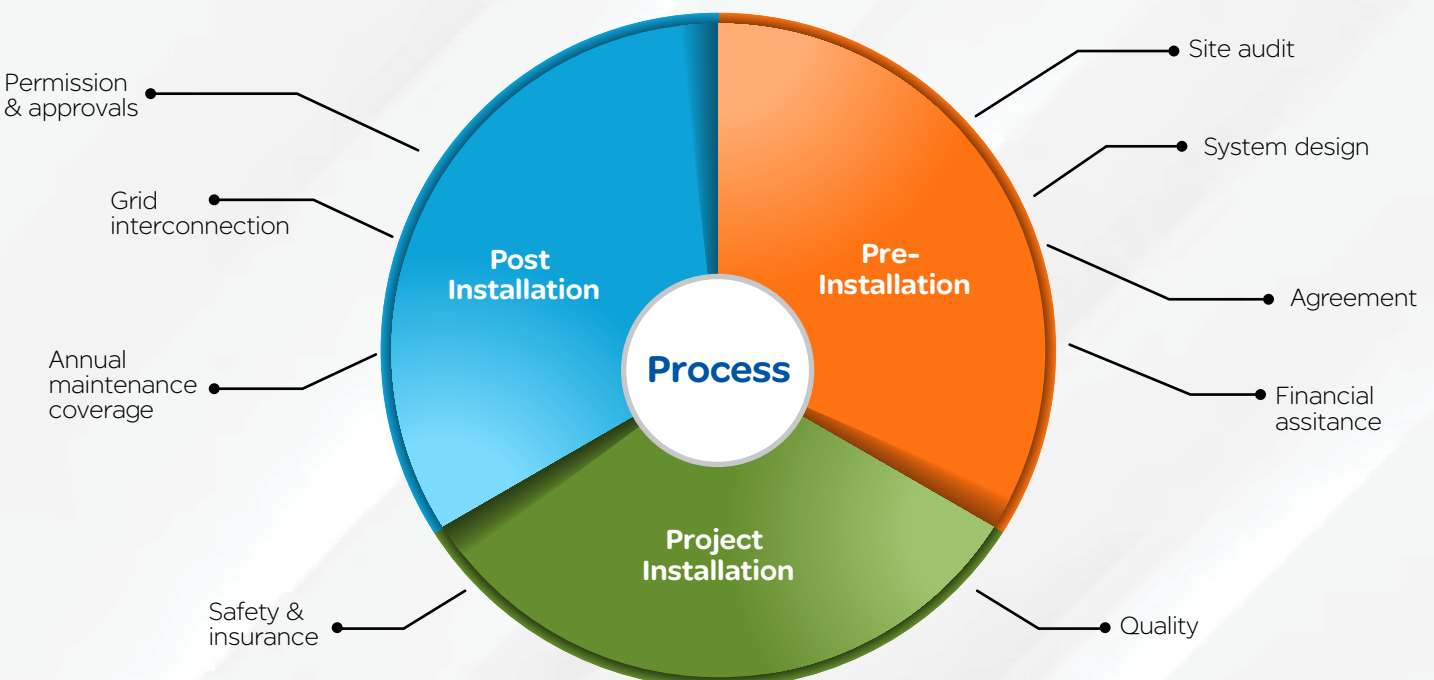 Site audit
System design
Agreement
Financial
assitance
Quality
Safety &
insurance
Annual
maintenance
coverage
Grid
interconnection
Permission
& approvals
Pre-
Installation
Project
Installation
Post
Installation
Process